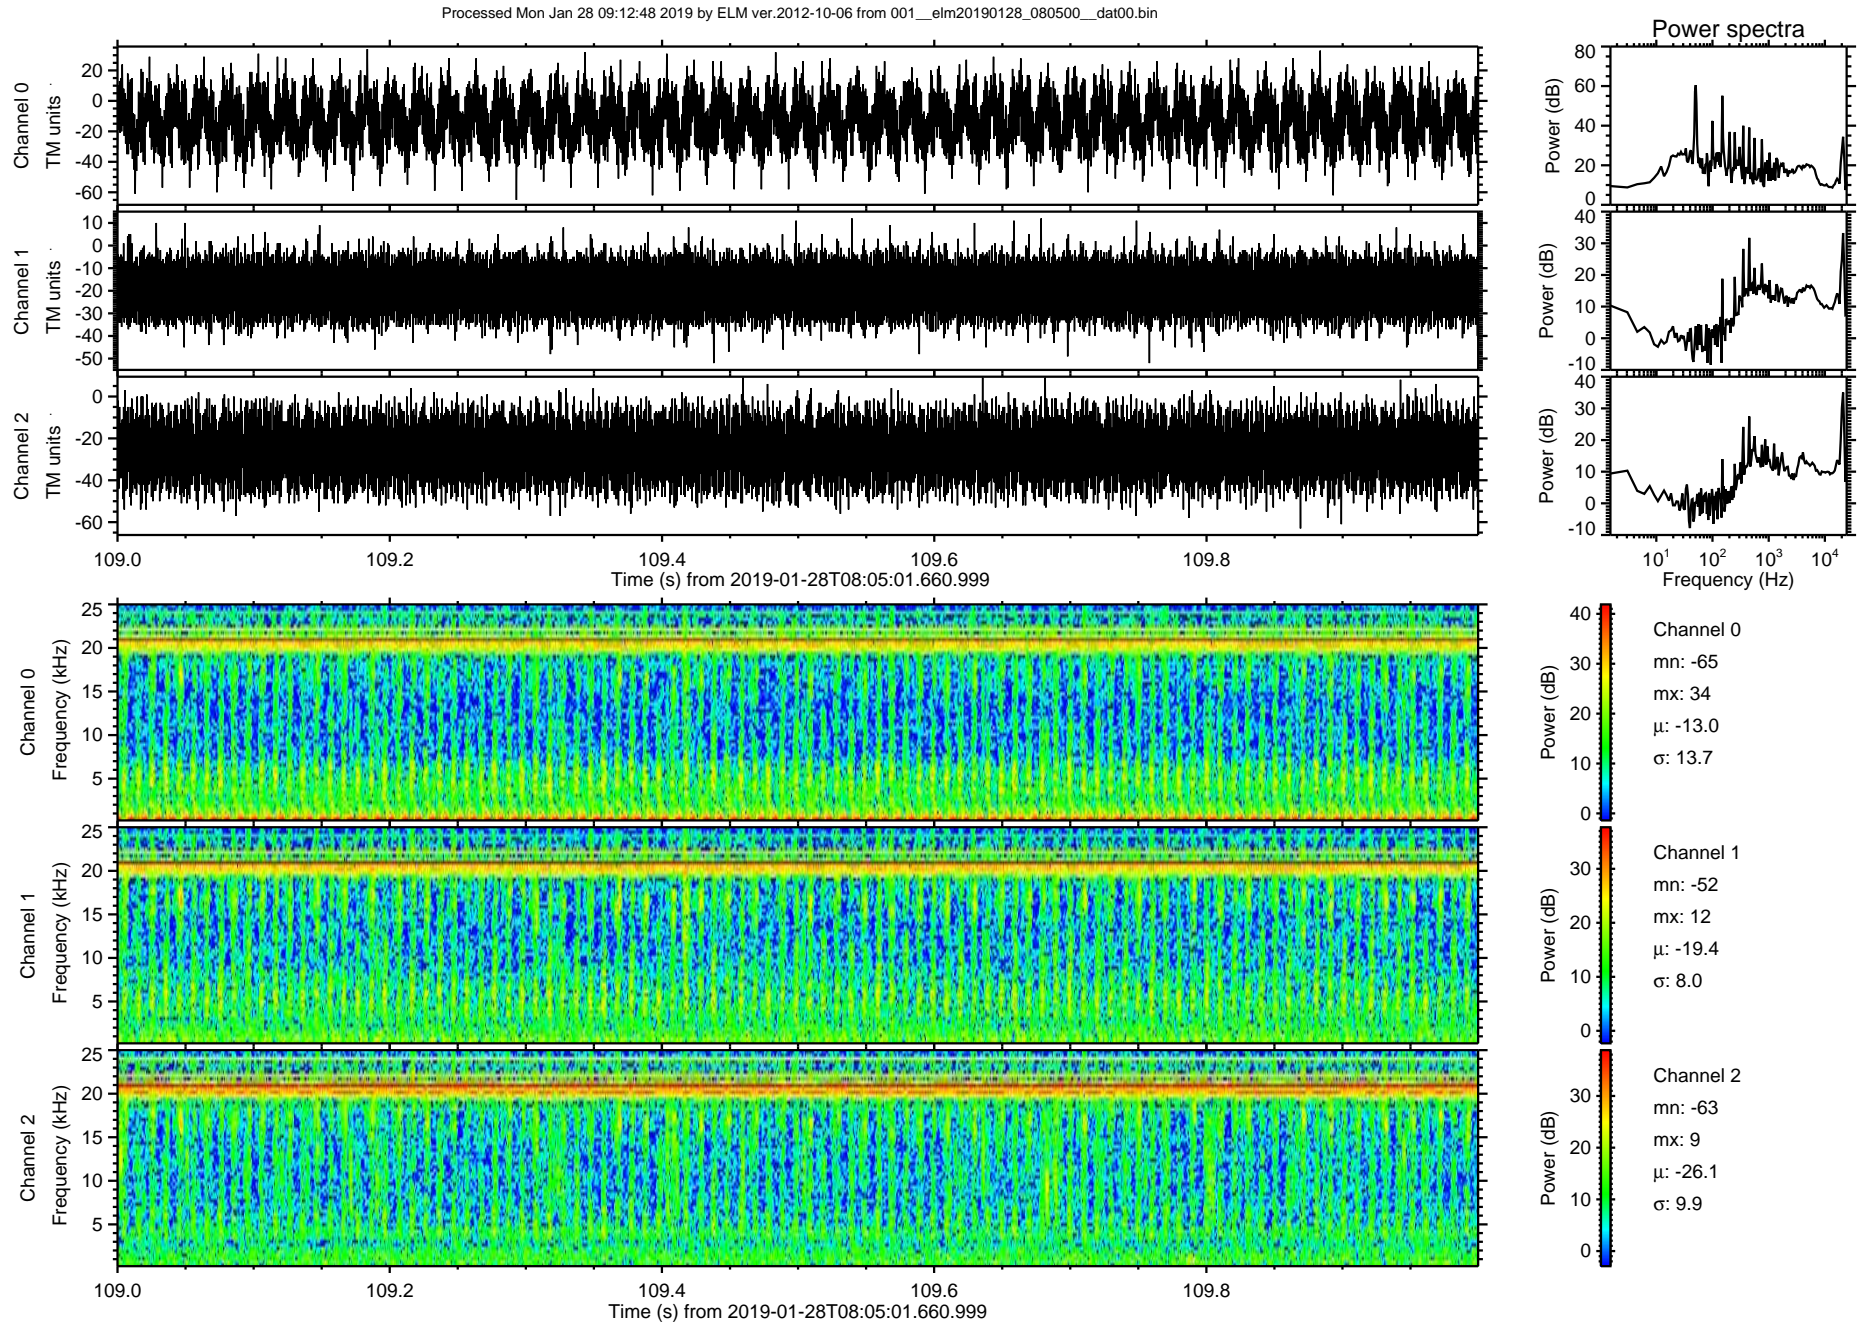 Processed Mon Jan 28 09:12:48 2019 by ELM ver.2012-10-06 from 001__elm20190128_080500__dat00.bin
Power spectra
Channel 0
TM units
20
0
-20
-40
-60
Power (dB)
80
60
40
20
0
Channel 1
TM units
10
0
-10
-20
-30
-40
-50
Power (dB)
40
30
20
10
0
-10
Channel 2
TM units
0
-20
-40
-60
Power (dB)
40
30
20
10
0
-10
109.0 109.2 109.4 109.6 109.8
Time (s) from 2019-01-28T08:05:01.660.999
10^1 10^2 10^3 10^4
Frequency (Hz)
Channel 0
Frequency (kHz)
25
20
15
10
5
Power (dB)
40
30
20
10
0
Channel 0
mn: -65
mx: 34
μ: -13.0
σ: 13.7
Channel 1
Frequency (kHz)
25
20
15
10
5
Power (dB)
30
20
10
0
Channel 1
mn: -52
mx: 12
μ: -19.4
σ: 8.0
Channel 2
Frequency (kHz)
25
20
15
10
5
Power (dB)
30
20
10
0
Channel 2
mn: -63
mx: 9
μ: -26.1
σ: 9.9
109.0 109.2 109.4 109.6 109.8
Time (s) from 2019-01-28T08:05:01.660.999